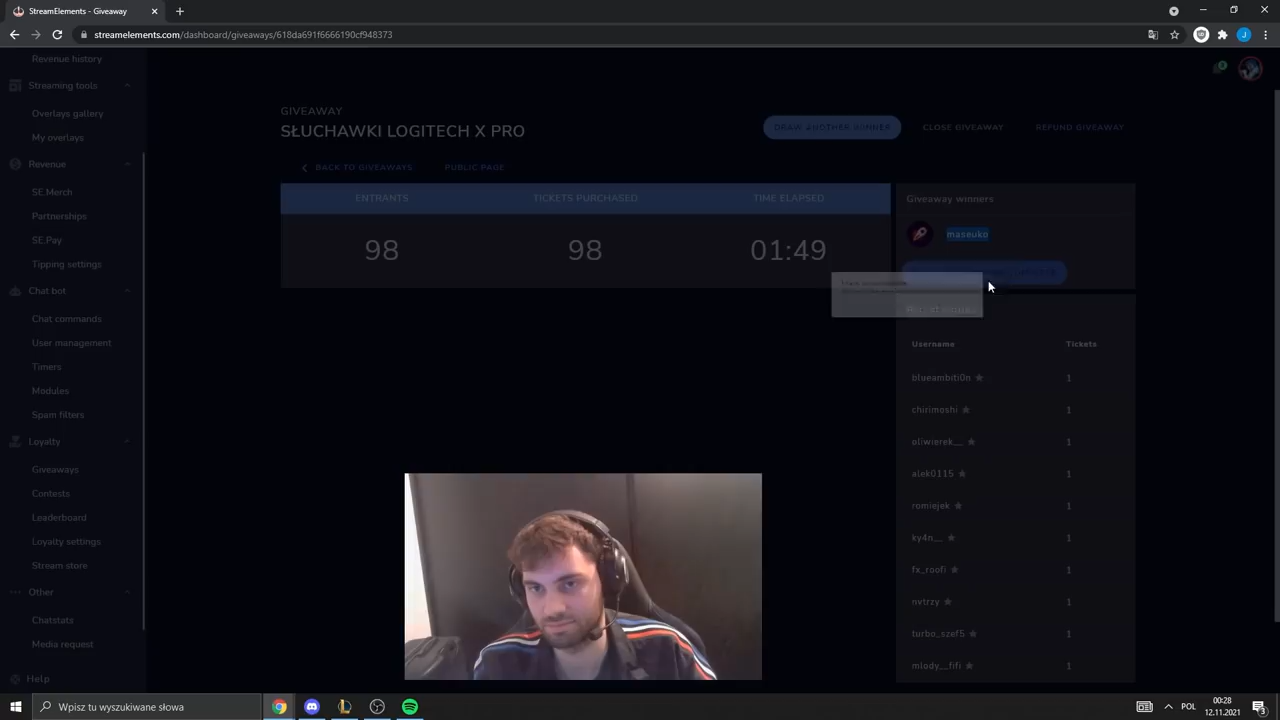 StreamElements - Giveaway
streamelements.com/dashboard/giveaways/618da691f6666190cf948373
J
Revenue history
Streaming tools
Overlays gallery
My overlays
Revenue
SE.Merch
Partnerships
SE.Pay
Tipping settings
Chat bot
Chat commands
User management
Timers
Modules
Spam filters
Loyalty
Giveaways
Contests
Leaderboard
Loyalty settings
Stream store
Other
Chatstats
Media request
Help
GIVEAWAY
SŁUCHAWKI LOGITECH X PRO
DRAW ANOTHER WINNER
CLOSE GIVEAWAY
REFUND GIVEAWAY
BACK TO GIVEAWAYS
PUBLIC PAGE
ENTRANTS
TICKETS PURCHASED
TIME ELAPSED
98
98
01:49
Giveaway winners
maseuko
Username Tickets
blueambiti0n 1
chirimoshi 1
oliwierek__ 1
alek0115 1
romiejek 1
ky4n__ 1
fx_roofi 1
nvtrzy 1
turbo_szef5 1
mlody__fifi 1
Wpisz tu wyszukiwane słowa
POL
00:28
12.11.2021
3